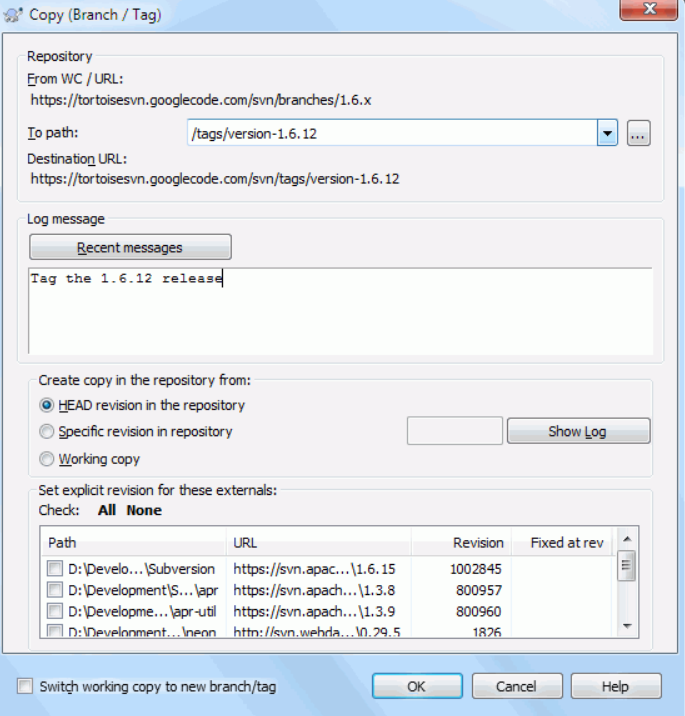 Copy (Branch / Tag)
Repository
From WC / URL:
https://tortoisesvn.googlecode.com/svn/branches/1.6.x
To path:
/tags/version-1.6.12
...
Destination URL:
https://tortoisesvn.googlecode.com/svn/tags/version-1.6.12
Log message
Recent messages
Tag the 1.6.12 release
Create copy in the repository from:
HEAD revision in the repository
Specific revision in repository
Show Log
Working copy
Set explicit revision for these externals:
Check: All None
Path URL Revision Fixed at rev
D:\Develo...\Subversion https://svn.apac...\1.6.15 1002845
D:\Development\S...\apr https://svn.apach...\1.3.8 800957
D:\Developme...\apr-util https://svn.apach...\1.3.9 800960
D:\Development...\neon http://svn.webda...\0.29.5 1826
Switch working copy to new branch/tag
OK Cancel Help